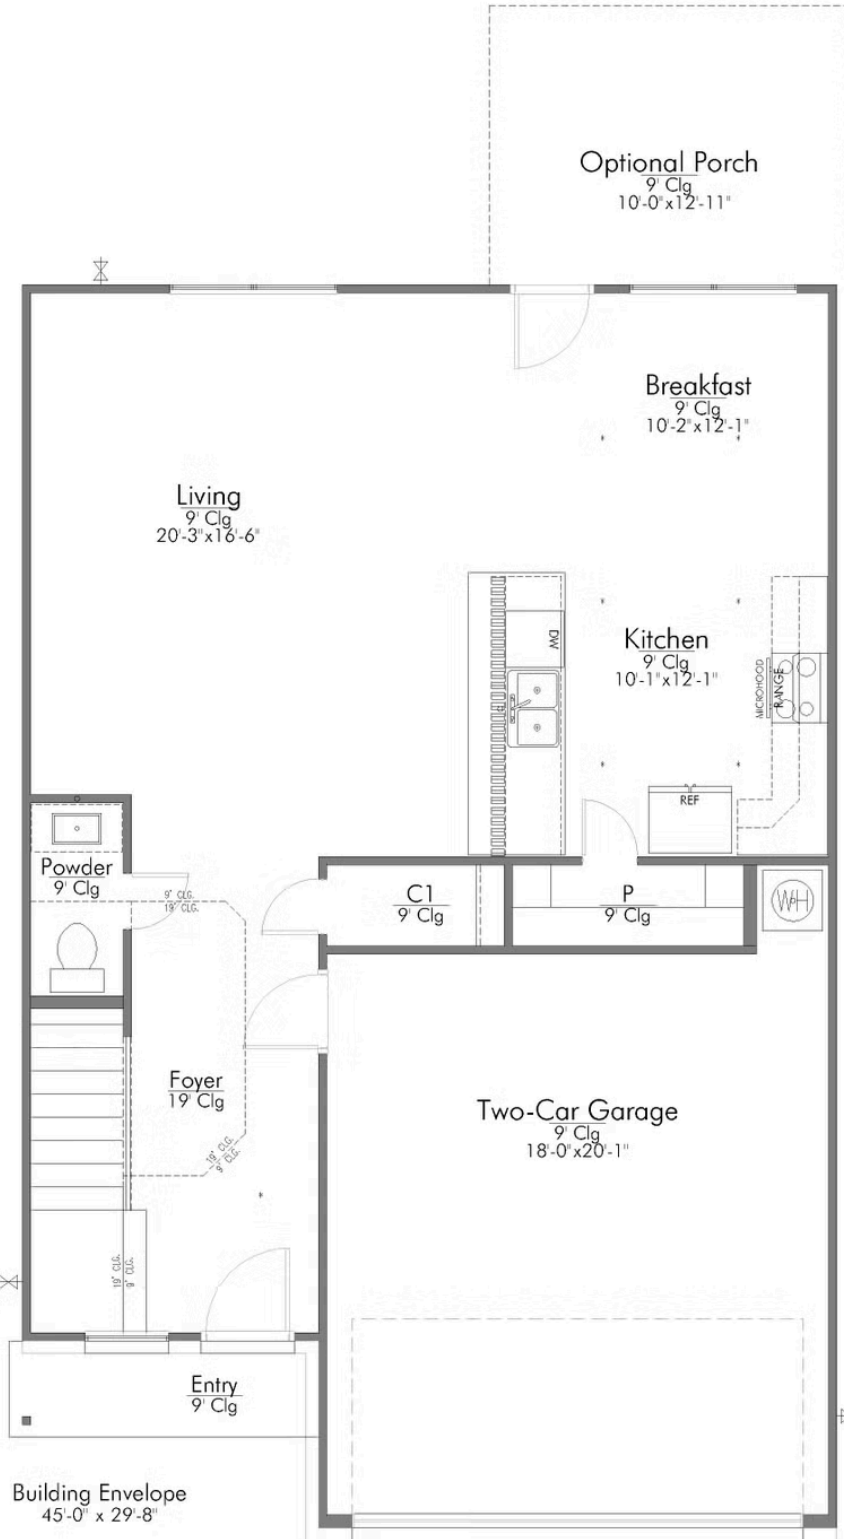 Optional Porch
9' Clg
10'-0"x12'-11"
Breakfast
9' Clg
10'-2"x12'-1"
Living
9' Clg
20'-3"x16'-6"
DW
Kitchen
9' Clg
10'-1"x12'-1"
MICROHOOD
RANGE
REF
Powder
9' Clg
9' CLG.
19' CLG.
C1
9' Clg
P
9' Clg
WH
Foyer
19' Clg
19' CLG.
9' CLG.
Two-Car Garage
9' Clg
18'-0"x20'-1"
19' CLG.
9' CLG.
Entry
9' Clg
Building Envelope
45'-0" x 29'-8"